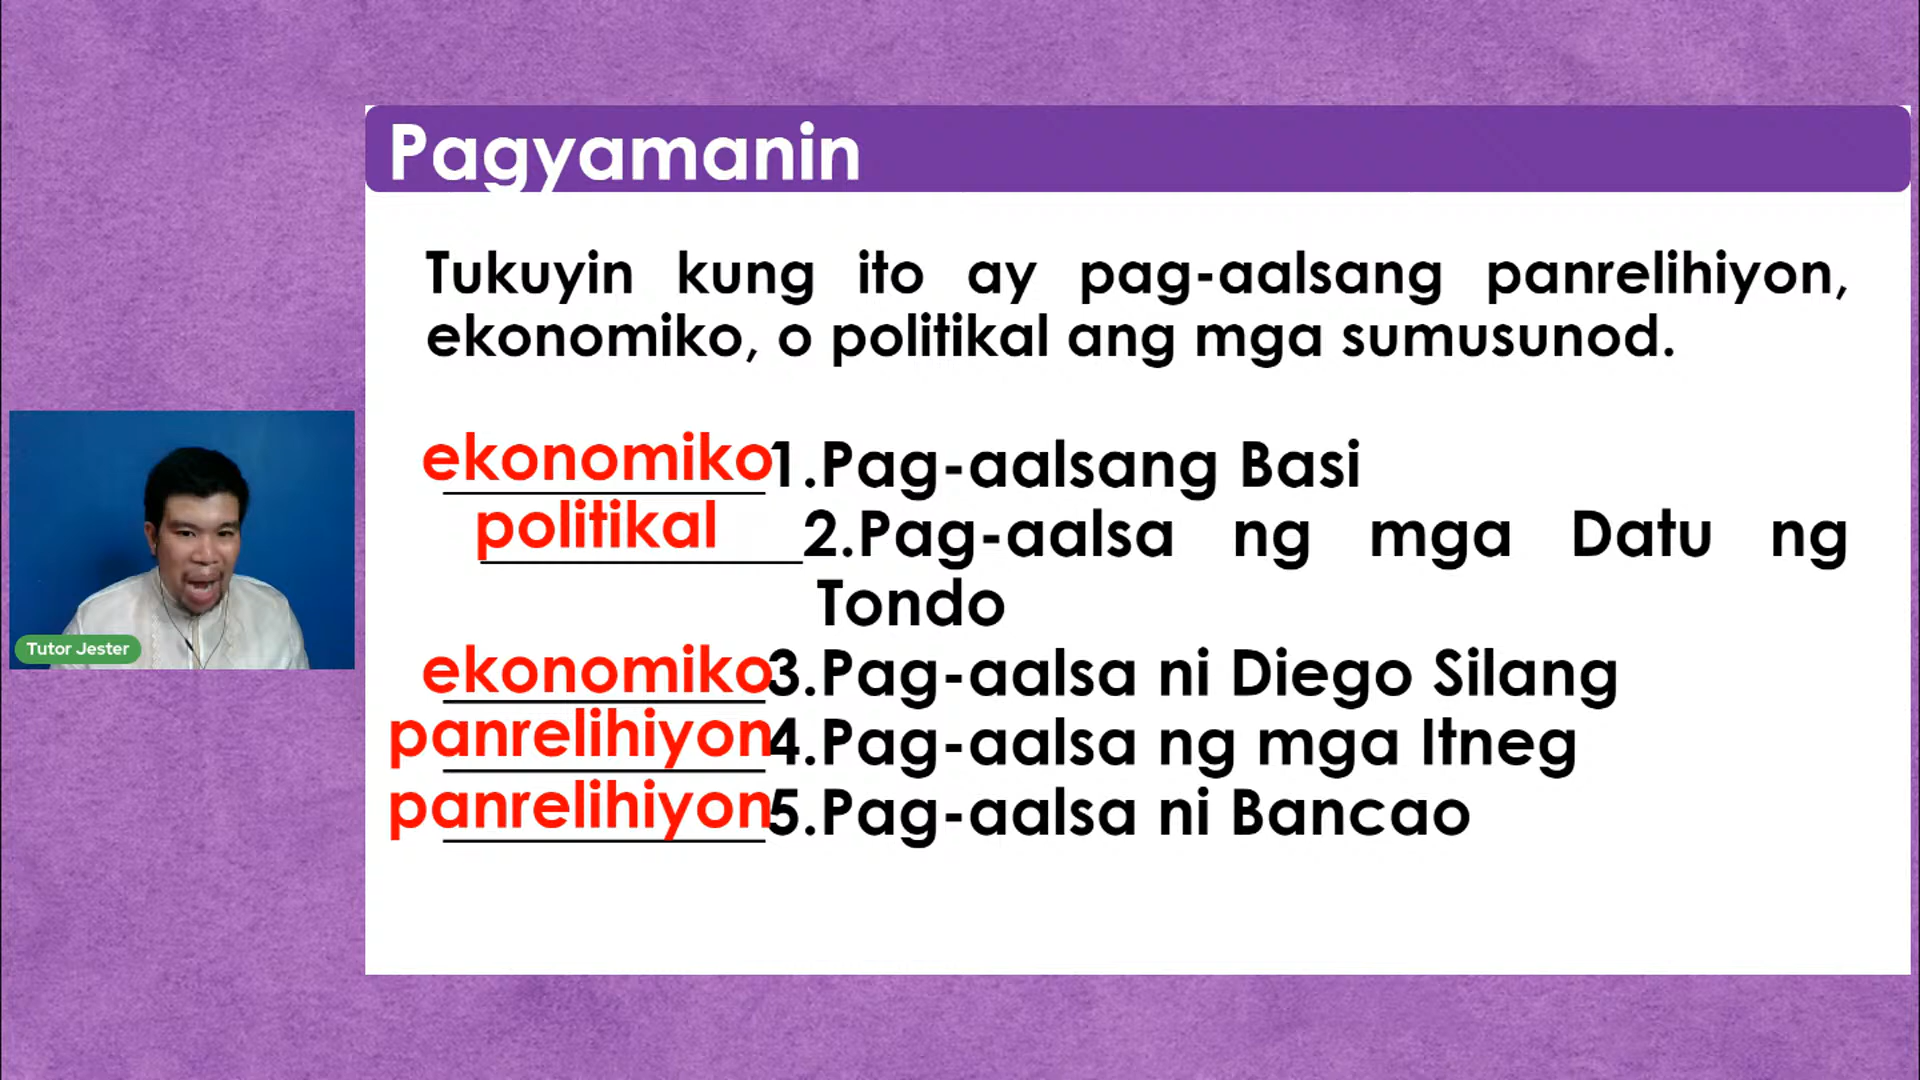 Pagyamanin
Tukuyin kung ito ay pag-aalsang panrelihiyon,
ekonomiko, o politikal ang mga sumusunod.
ekonomiko 1.Pag-aalsang Basi
politikal 2.Pag-aalsa ng mga Datu ng
Tondo
ekonomiko 3.Pag-aalsa ni Diego Silang
panrelihiyon 4.Pag-aalsa ng mga Itneg
panrelihiyon 5.Pag-aalsa ni Bancao
Tutor Jester